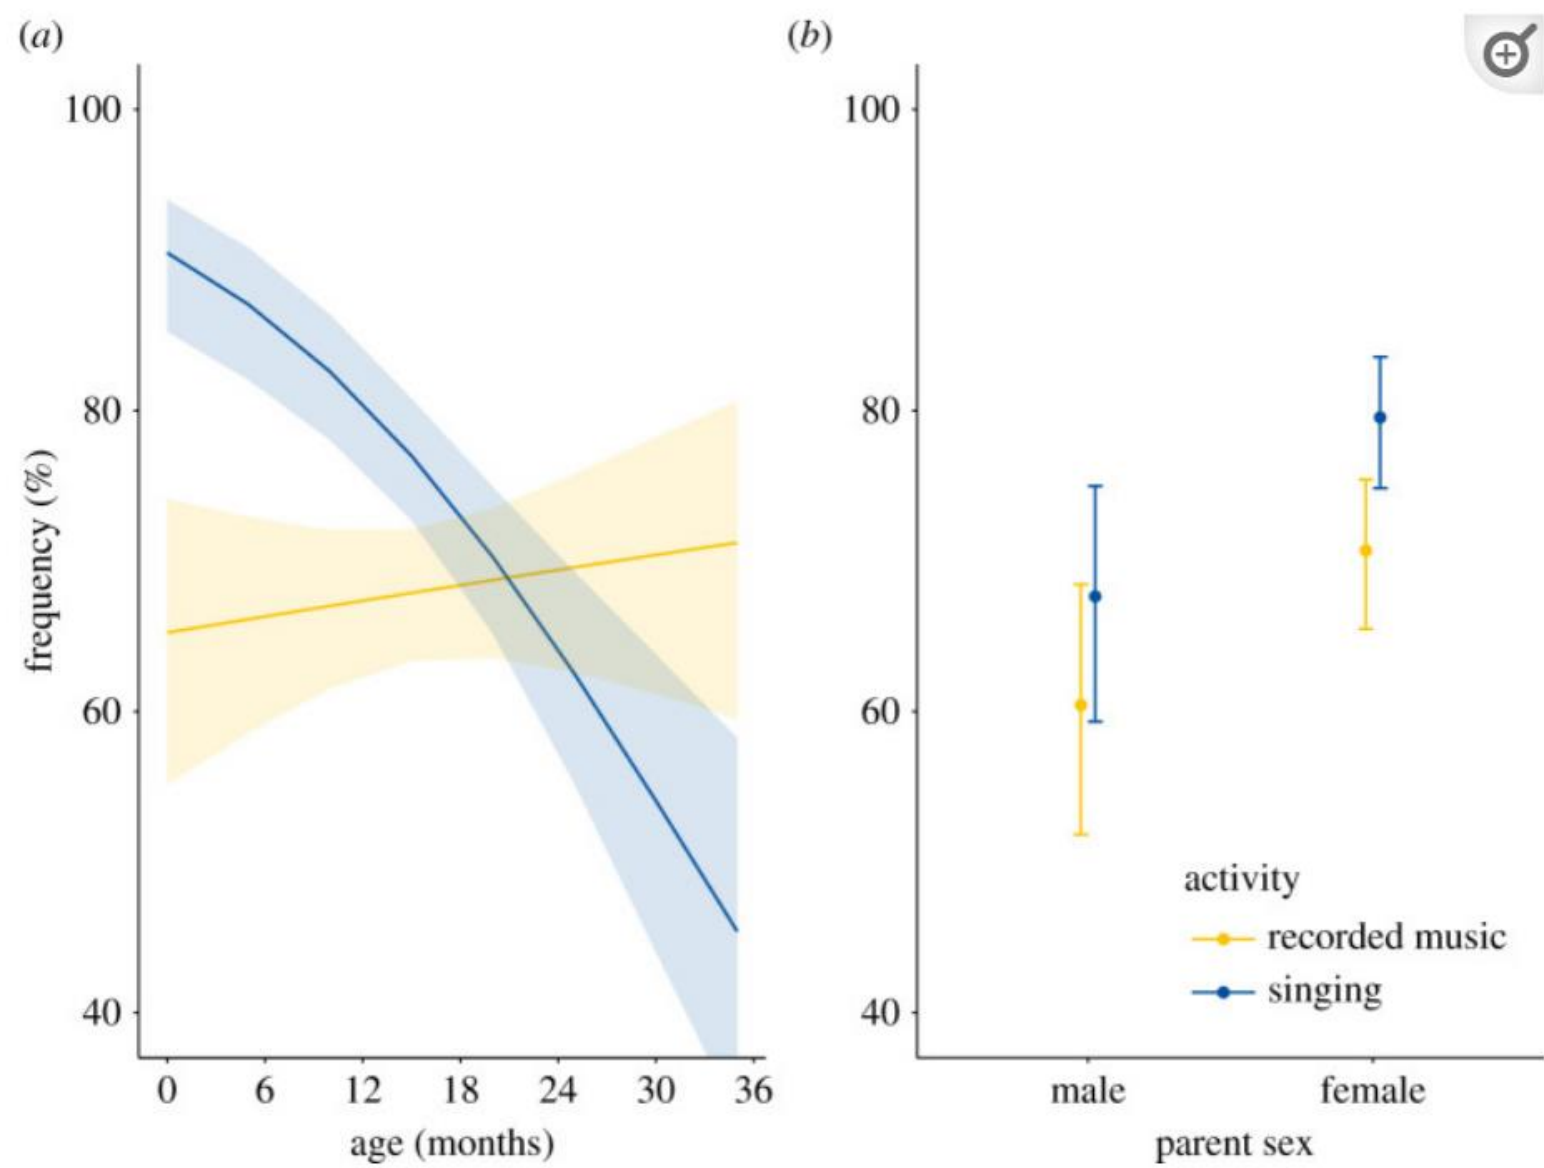 (a)
100
80
60
40
frequency (%)
0 6 12 18 24 30 36
age (months)
(b)
100
80
60
40
male female
parent sex
activity
recorded music
singing